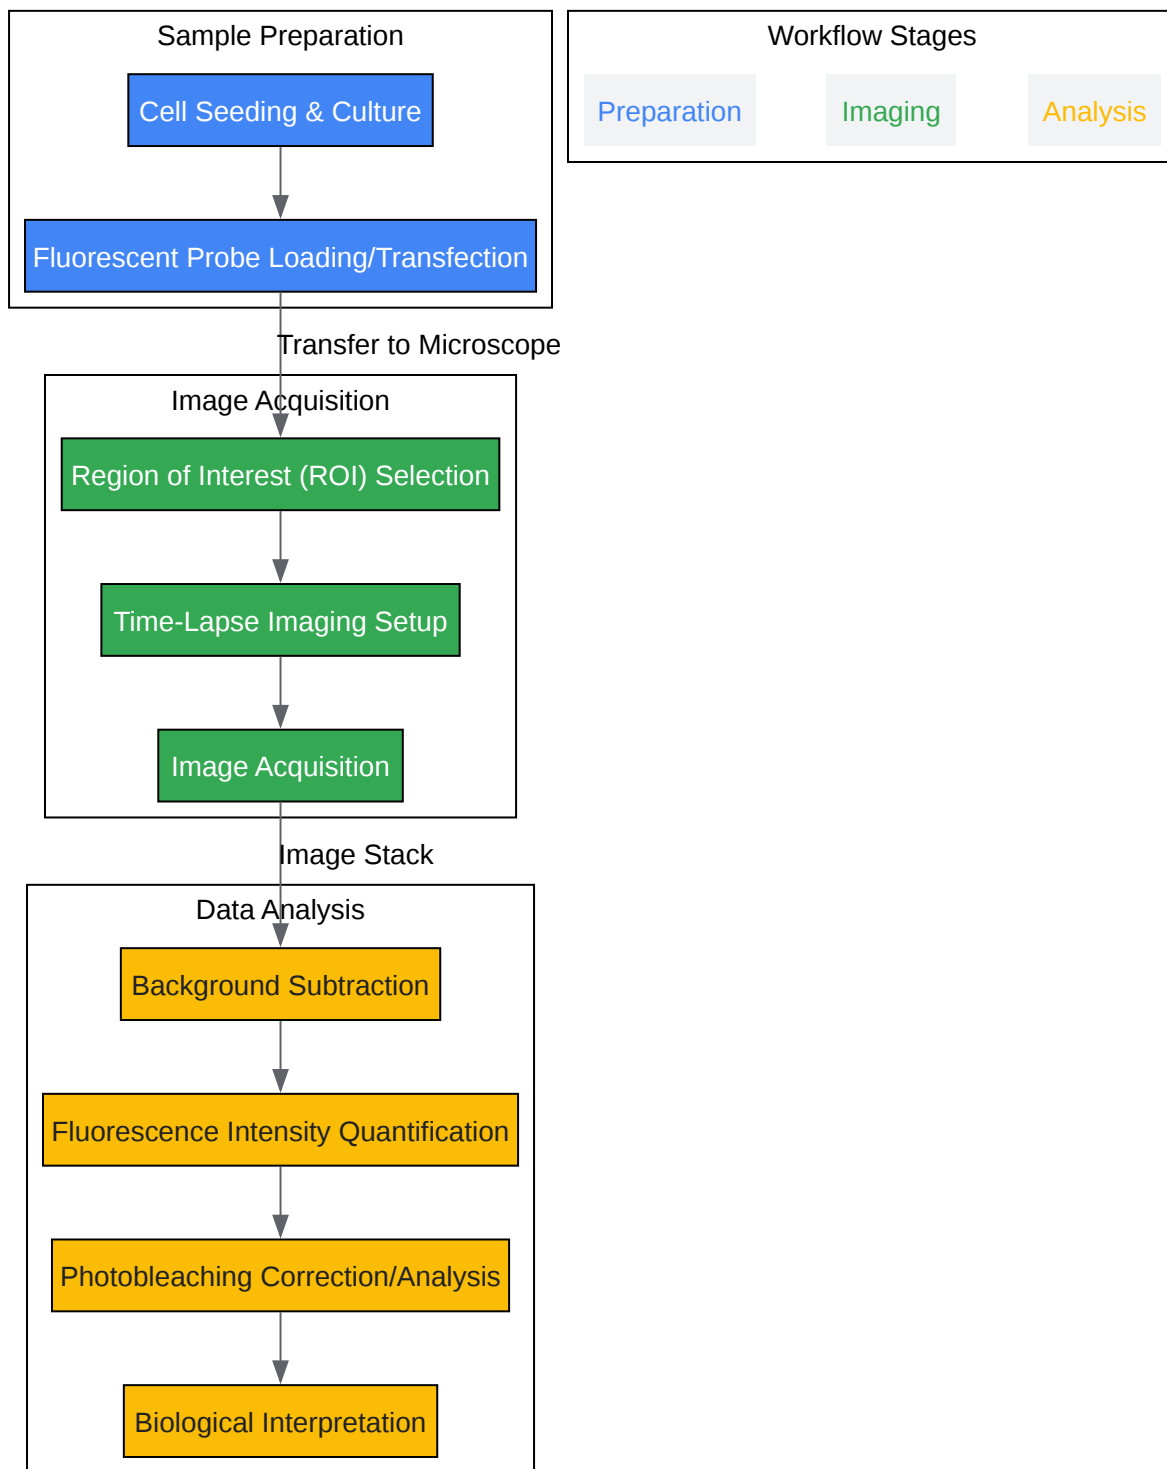 Sample Preparation
Cell Seeding & Culture
Fluorescent Probe Loading/Transfection
Transfer to Microscope
Image Acquisition
Region of Interest (ROI) Selection
Time-Lapse Imaging Setup
Image Acquisition
Image Stack
Data Analysis
Background Subtraction
Fluorescence Intensity Quantification
Photobleaching Correction/Analysis
Biological Interpretation
Workflow Stages
Preparation
Imaging
Analysis